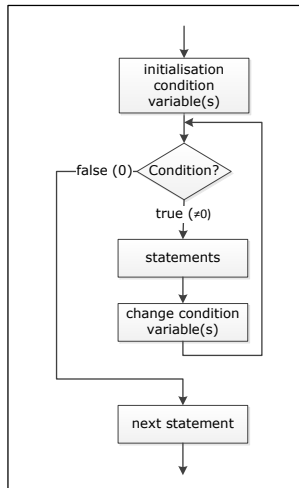 initialisation
condition
variable(s)
false (0)
Condition?
true (≠0)
statements
change condition
variable(s)
next statement